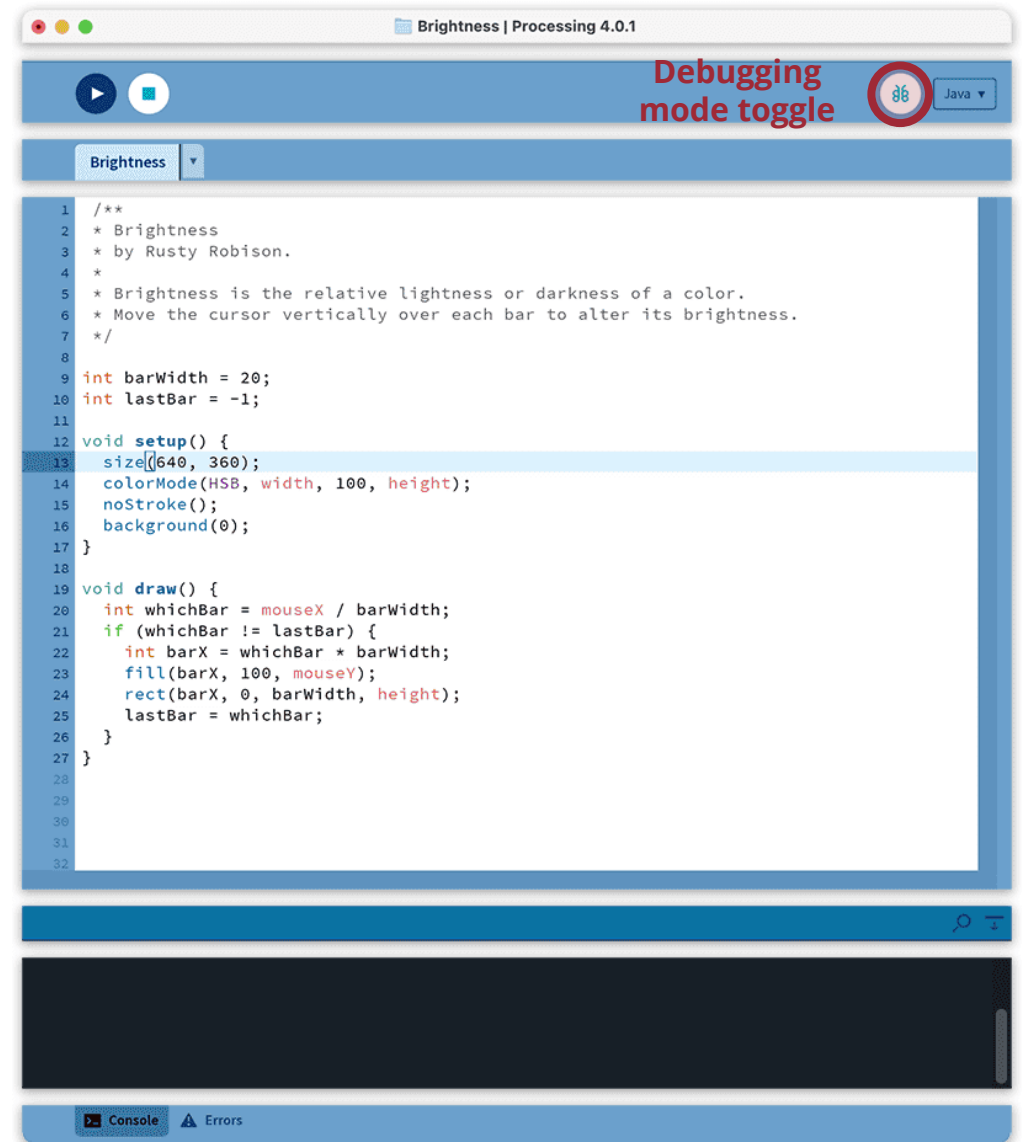 Brightness | Processing 4.0.1
Debugging
mode toggle
Java ▼
Brightness ▼
1 /**
2 * Brightness
3 * by Rusty Robison.
4 *
5 * Brightness is the relative lightness or darkness of a color.
6 * Move the cursor vertically over each bar to alter its brightness.
7 */
8
9 int barWidth = 20;
10 int lastBar = -1;
11
12 void setup() {
13 size(640, 360);
14 colorMode(HSB, width, 100, height);
15 noStroke();
16 background(0);
17 }
18
19 void draw() {
20 int whichBar = mouseX / barWidth;
21 if (whichBar != lastBar) {
22 int barX = whichBar * barWidth;
23 fill(barX, 100, mouseY);
24 rect(barX, 0, barWidth, height);
25 lastBar = whichBar;
26 }
27 }
28
29
30
31
32
Console Errors